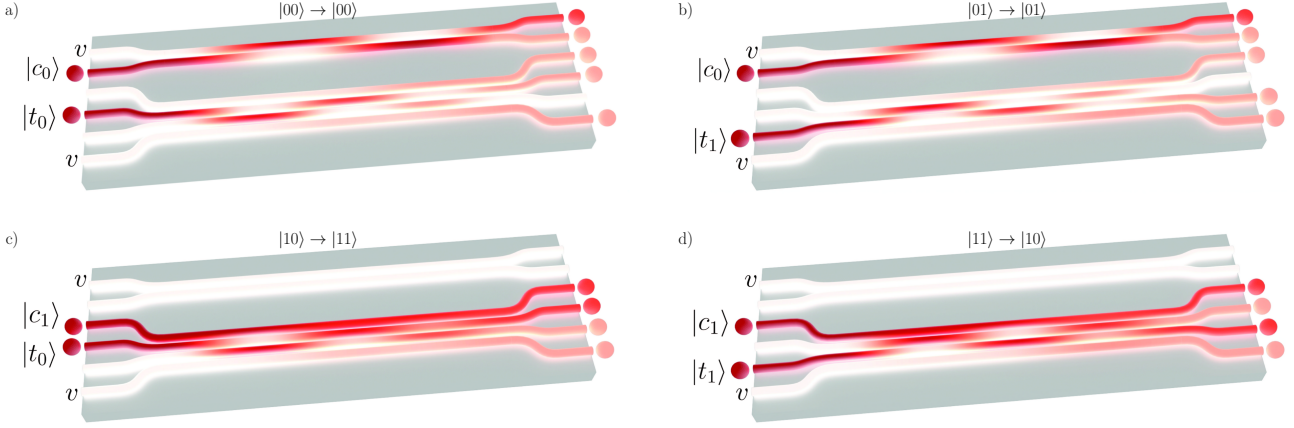 a)
|00⟩ → |00⟩
v
|c₀⟩
|t₀⟩
v
b)
|01⟩ → |01⟩
v
|c₀⟩
|t₁⟩
v
c)
|10⟩ → |11⟩
v
|c₁⟩
|t₀⟩
v
d)
|11⟩ → |10⟩
v
|c₁⟩
|t₁⟩
v